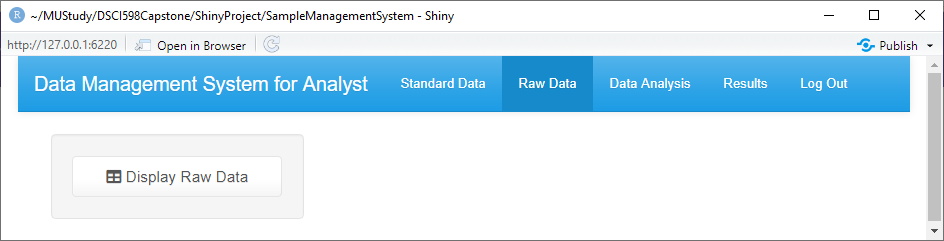 R ~/MUStudy/DSCI598Capstone/ShinyProject/SampleManagementSystem - Shiny
http://127.0.0.1:6220 Open in Browser Publish
Data Management System for Analyst Standard Data Raw Data Data Analysis Results Log Out
Display Raw Data